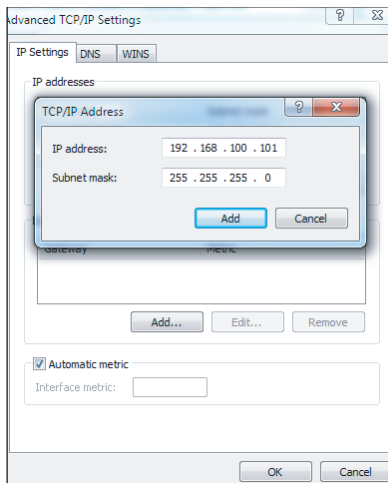 Advanced TCP/IP Settings
IP Settings DNS WINS
IP addresses
TCP/IP Address
IP address: 192 . 168 . 100 . 101
Subnet mask: 255 . 255 . 255 . 0
Add Cancel
Gateway Metric
Add... Edit... Remove
Automatic metric
Interface metric:
OK Cancel